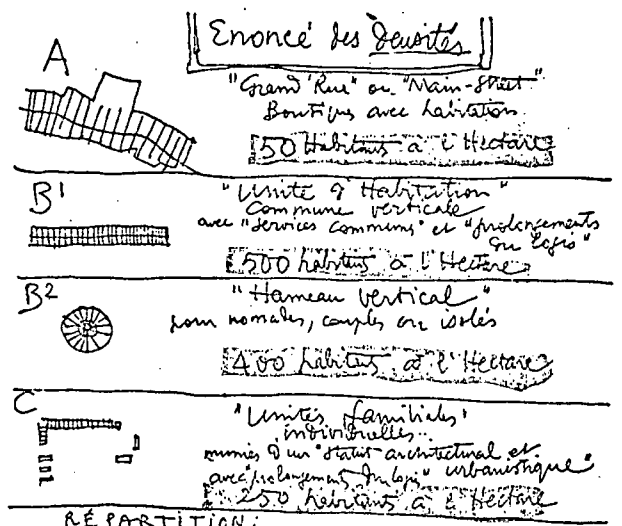 Enoncé des densités
A
"Grand'Rue" ou "Main-Street"
Boutiques avec habitation
50 Habitants à l'Hectare
B1
"Unité d'Habitation"
Commune verticale
avec "services communs" et "prolongements
du logis"
500 habitants à l'Hectare
B2
"Hameau vertical"
pour nomades, couples ou isolés
400 habitants à l'Hectare
C
"Unités familiales"
individuelles
munies d'un "statut architectural et
urbanistique"
avec "prolongements du logis"
250 habitants à l'Hectare
RÉPARTITION: